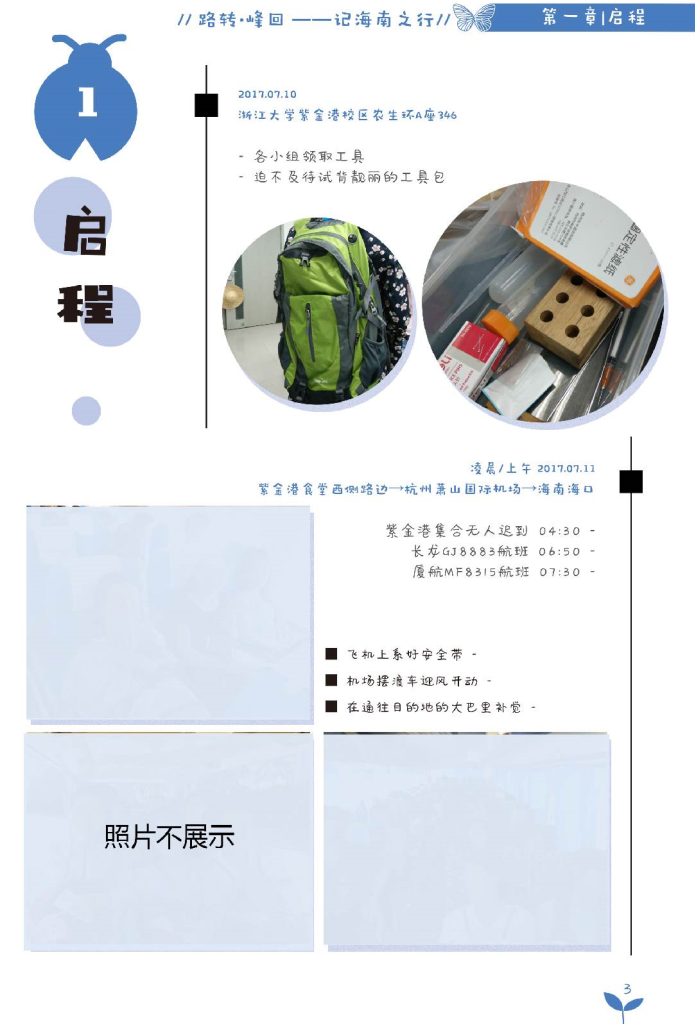 // 路转·峰回 ——记海南之行//
第一章|启程
1
启
程
2017.07.10
浙江大学紫金港校区农生环A座346
- 各小组领取工具
- 迫不及待试背靓丽的工具包
定性滤纸
凌晨/上午 2017.07.11
紫金港食堂西侧路边→杭州萧山国际机场→海南海口
紫金港集合无人迟到 04:30 -
长龙GJ8883航班 06:50 -
厦航MF8315航班 07:30 -
飞机上系好安全带 -
机场摆渡车迎风开动 -
在通往目的地的大巴里补觉 -
照片不展示
3